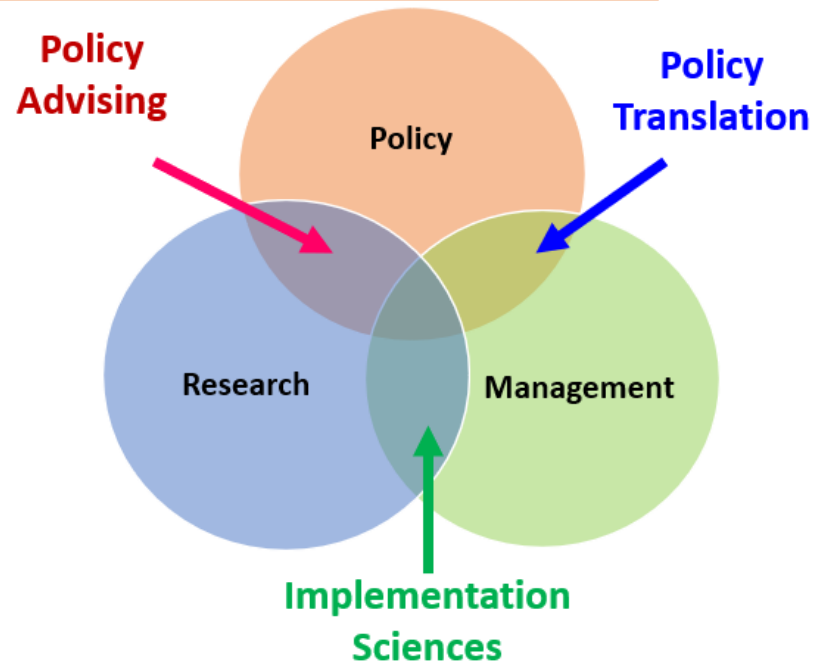 Policy
Advising
Policy
Translation
Policy
Research
Management
Implementation
Sciences